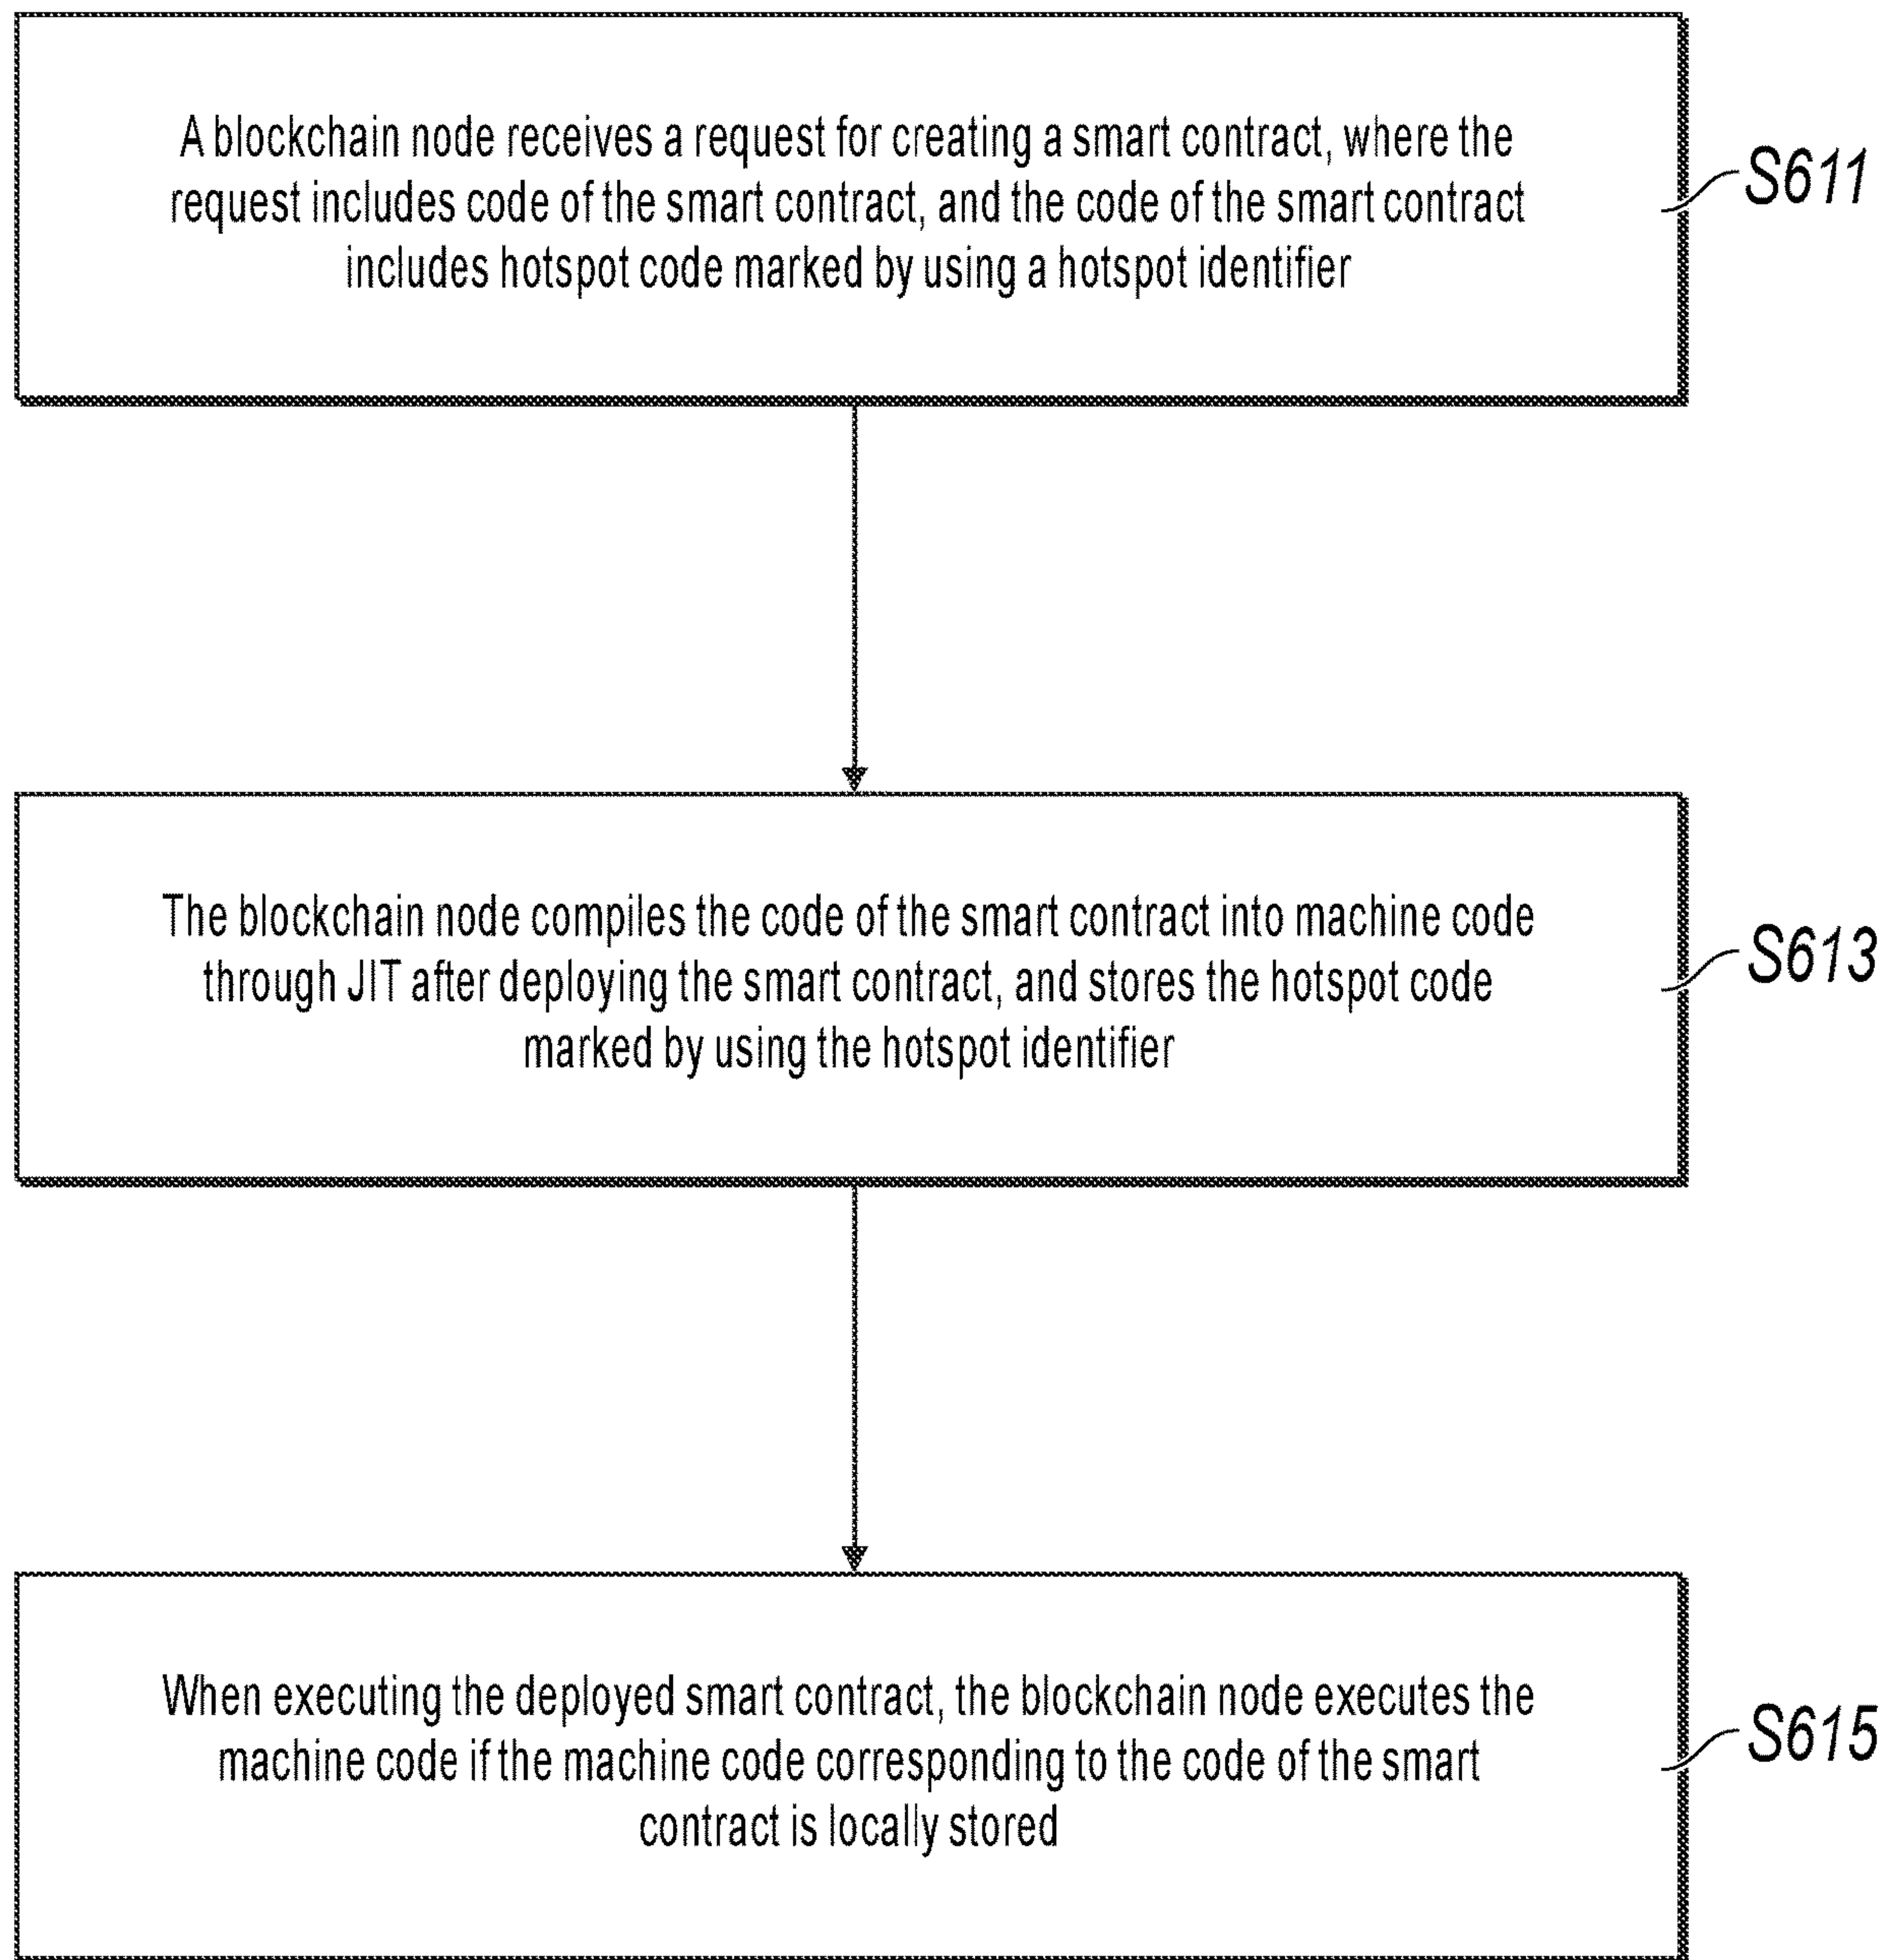 A blockchain node receives a request for creating a smart contract, where the
request includes code of the smart contract, and the code of the smart contract
includes hotspot code marked by using a hotspot identifier
S611
The blockchain node compiles the code of the smart contract into machine code
through JIT after deploying the smart contract, and stores the hotspot code
marked by using the hotspot identifier
S613
When executing the deployed smart contract, the blockchain node executes the
machine code if the machine code corresponding to the code of the smart
contract is locally stored
S615